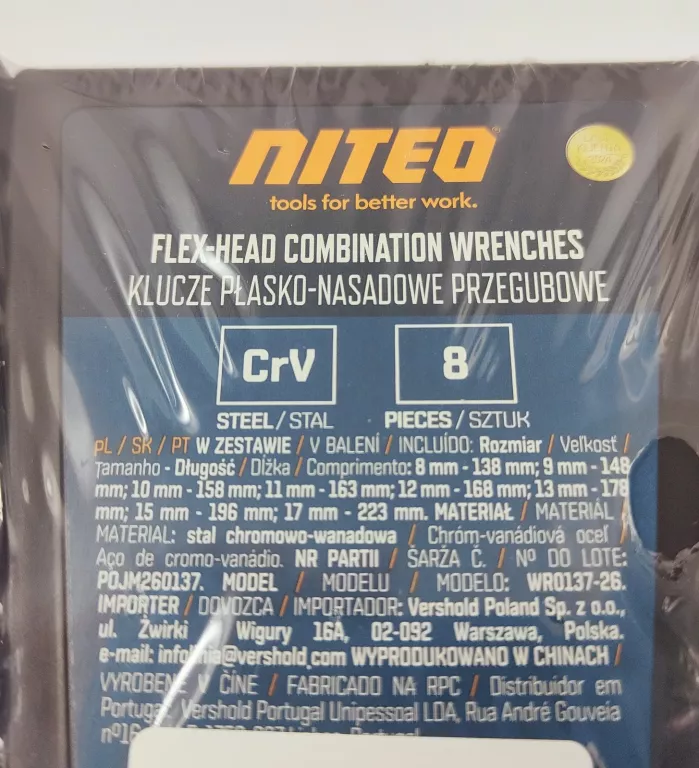 NITEO
tools for better work.
FLEX-HEAD COMBINATION WRENCHES
KLUCZE PŁASKO-NASADOWE PRZEGUBOWE
CrV 8
STEEL / STAL PIECES / SZTUK
PL / SK / PT W ZESTAWIE / V BALENÍ / INCLUÍDO: Rozmiar / Veľkosť /
Tamanho - Długość / Dĺžka / Comprimento: 8 mm - 138 mm; 9 mm - 148
mm; 10 mm - 158 mm; 11 mm - 163 mm; 12 mm - 168 mm; 13 mm - 178
mm; 15 mm - 196 mm; 17 mm - 223 mm. MATERIAŁ / MATERIÁL /
MATERIAL: stal chromowo-wanadowa / Chróm-vanádiová oceľ /
Aço de cromo-vanádio. NR PARTII / ŠARŽA Č. / Nº DO LOTE:
POJM260137. MODEL / MODELU / MODELO: WR0137-26.
IMPORTER / DOVOZCA / IMPORTADOR: Vershold Poland Sp. z o.o.,
ul. Żwirki i Wigury 16A, 02-092 Warszawa, Polska.
e-mail: infolinia@vershold.com WYPRODUKOWANO W CHINACH /
VYROBENÉ V ČÍNE / FABRICADO NA RPC / Distribuidor em
Portugal: Vershold Portugal Unipessoal LDA, Rua André Gouveia